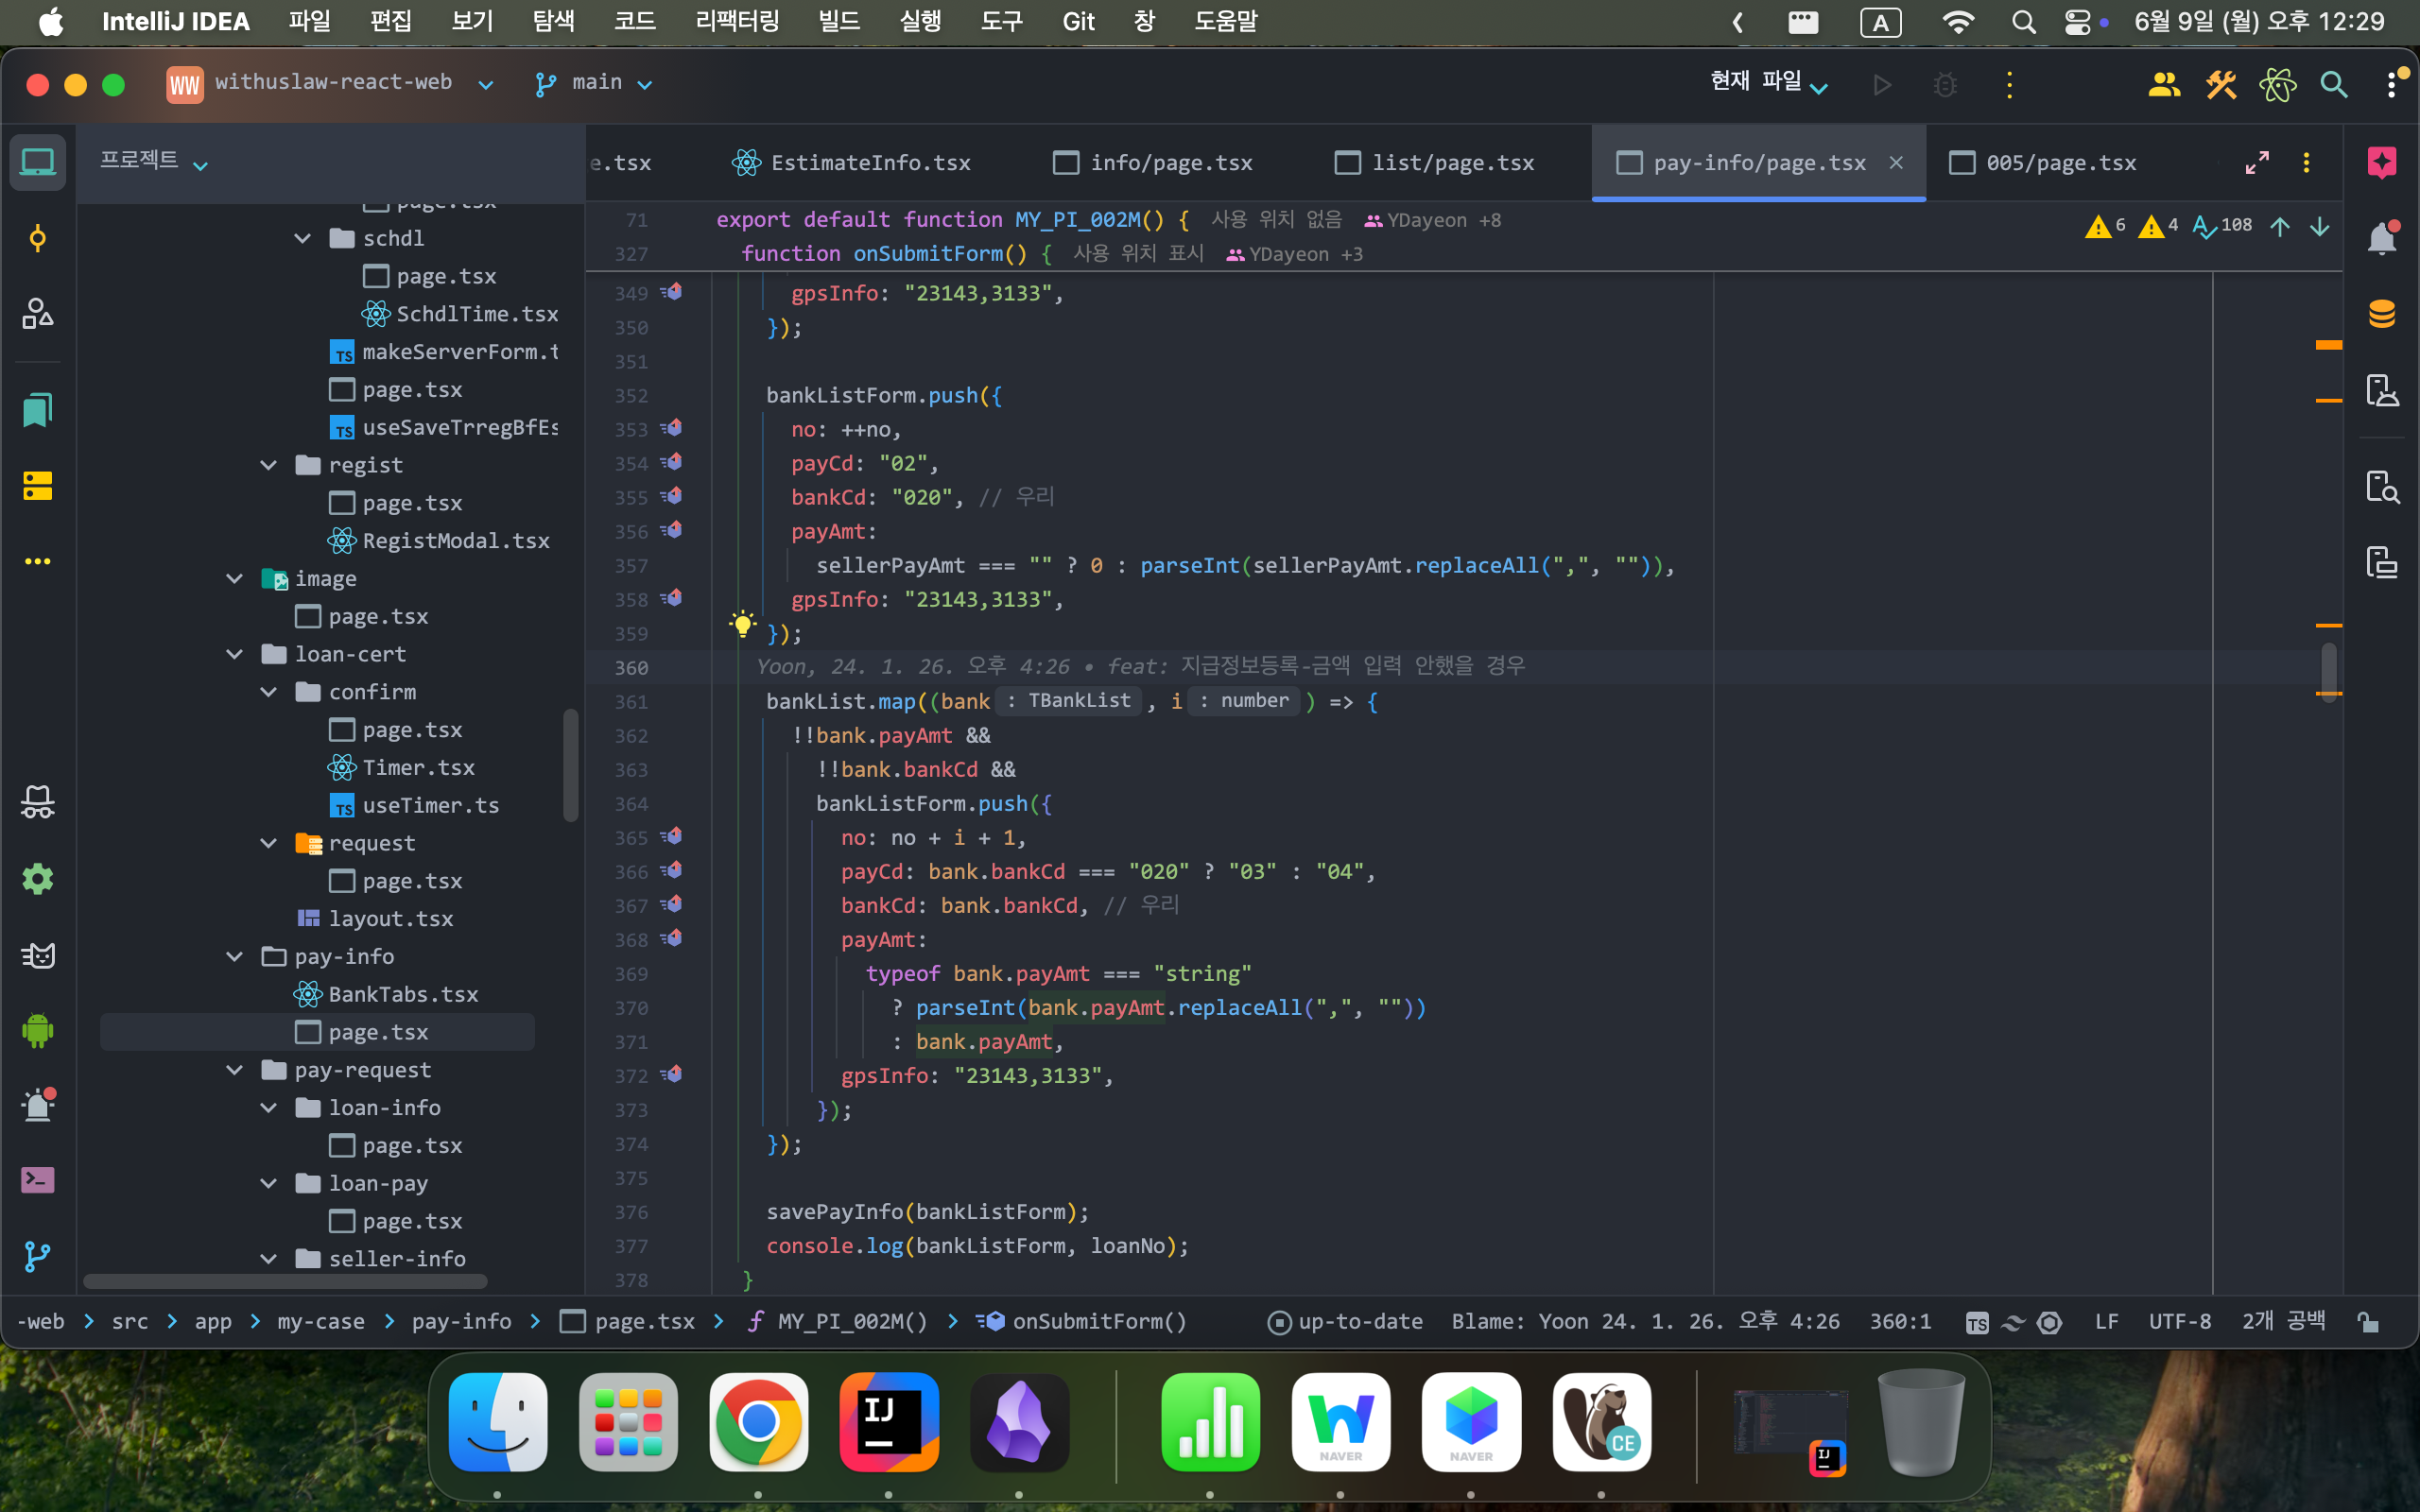 IntelliJ IDEA 파일 편집 보기 탐색 코드 리팩터링 빌드 실행 도구 Git 창 도움말 A 6월 9일 (월) 오후 12:29
WW withuslaw-react-web main 현재 파일
프로젝트
e.tsx EstimateInfo.tsx info/page.tsx list/page.tsx pay-info/page.tsx × 005/page.tsx
page.tsx
schdl
page.tsx
SchdlTime.tsx
TS makeServerForm.t
page.tsx
TS useSaveTrregBfEs
regist
page.tsx
RegistModal.tsx
image
page.tsx
loan-cert
confirm
page.tsx
Timer.tsx
TS useTimer.ts
request
page.tsx
layout.tsx
pay-info
BankTabs.tsx
page.tsx
pay-request
loan-info
page.tsx
loan-pay
page.tsx
seller-info
71 export default function MY_PI_002M() { 사용 위치 없음 YDayeon +8
6 4 108
327 function onSubmitForm() { 사용 위치 표시 YDayeon +3
349 gpsInfo: "23143,3133",
350 });
351
352 bankListForm.push({
353 no: ++no,
354 payCd: "02",
355 bankCd: "020", // 우리
356 payAmt:
357 sellerPayAmt === "" ? 0 : parseInt(sellerPayAmt.replaceAll(",", "")),
358 gpsInfo: "23143,3133",
359 });
360 Yoon, 24. 1. 26. 오후 4:26 • feat: 지급정보등록-금액 입력 안했을 경우
361 bankList.map((bank : TBankList , i : number ) => {
362 !!bank.payAmt &&
363 !!bank.bankCd &&
364 bankListForm.push({
365 no: no + i + 1,
366 payCd: bank.bankCd === "020" ? "03" : "04",
367 bankCd: bank.bankCd, // 우리
368 payAmt:
369 typeof bank.payAmt === "string"
370 ? parseInt(bank.payAmt.replaceAll(",", ""))
371 : bank.payAmt,
372 gpsInfo: "23143,3133",
373 });
374 });
375
376 savePayInfo(bankListForm);
377 console.log(bankListForm, loanNo);
378 }
-web › src › app › my-case › pay-info › page.tsx › MY_PI_002M() › onSubmitForm() up-to-date Blame: Yoon 24. 1. 26. 오후 4:26 360:1 TS LF UTF-8 2개 공백
IJ NAVER NAVER CE IJ